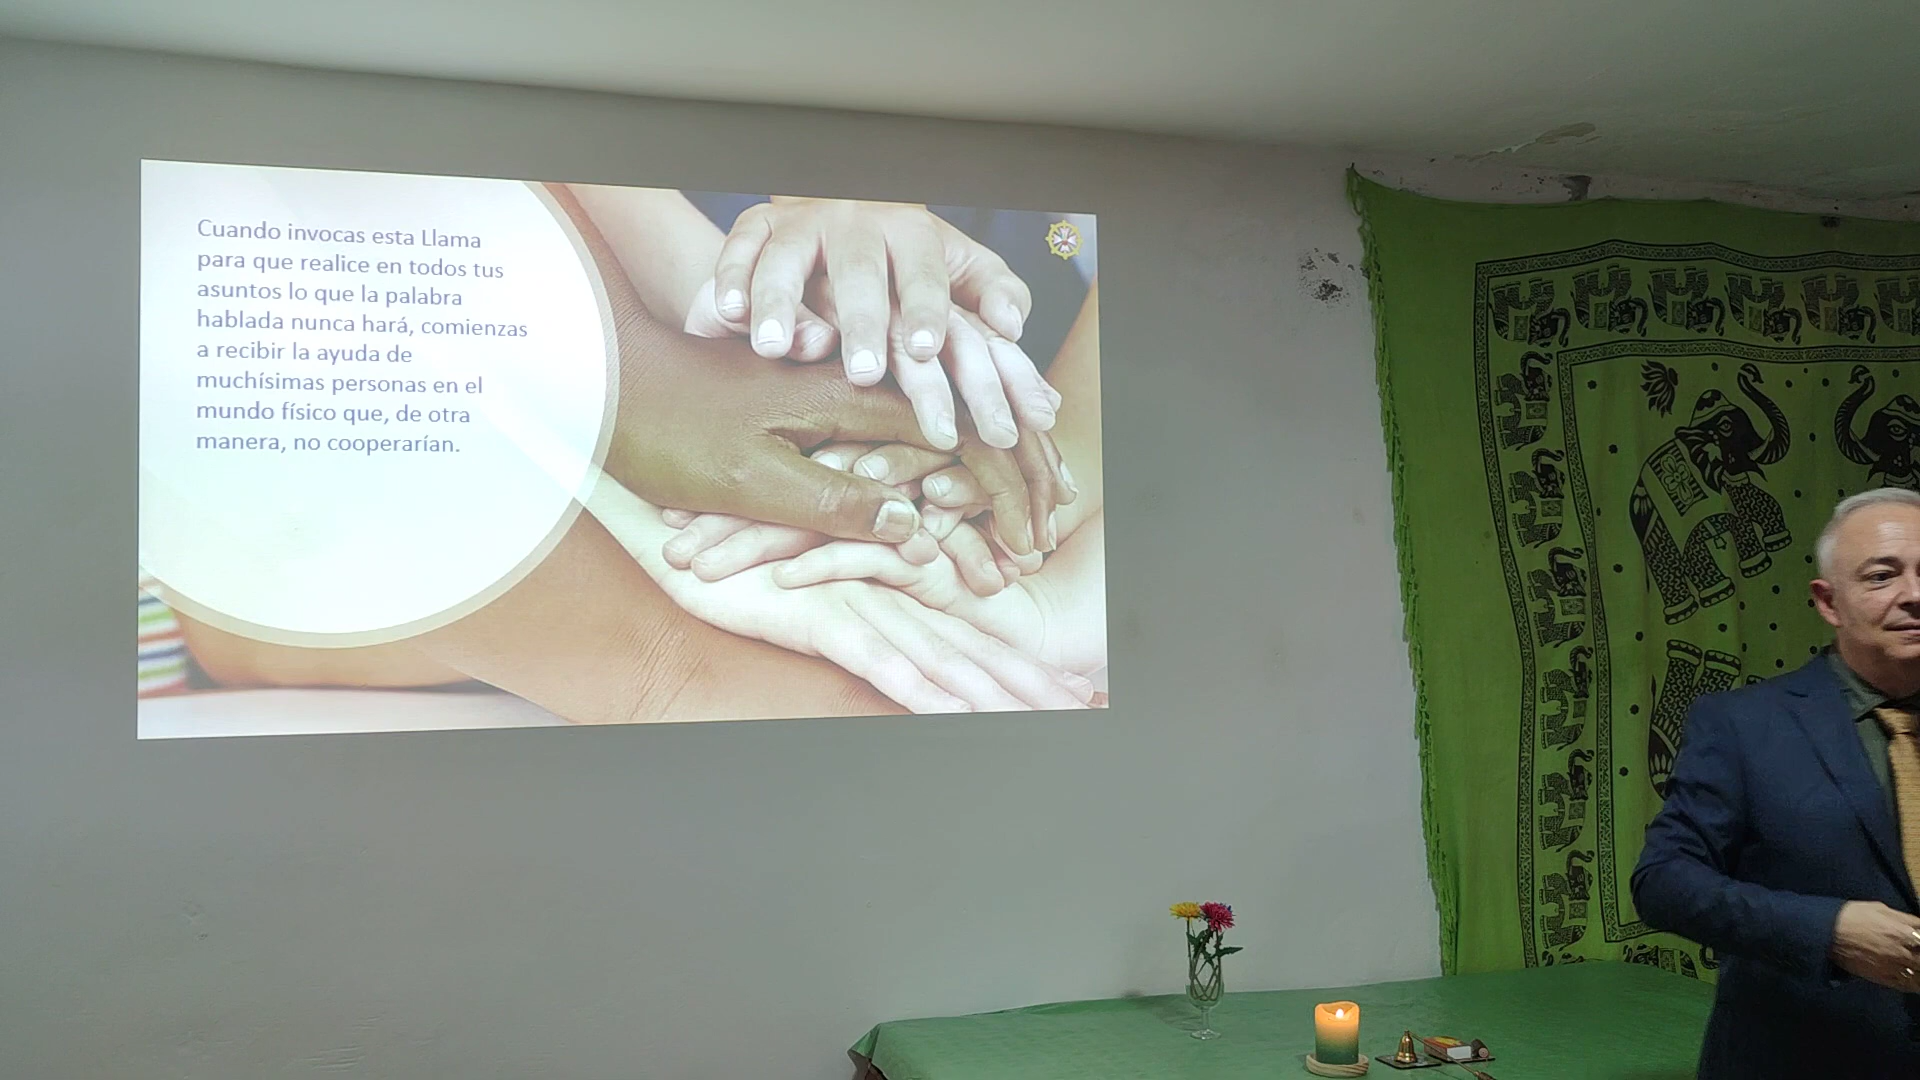 Cuando invocas esta Llama
para que realice en todos tus
asuntos lo que la palabra
hablada nunca hará, comienzas
a recibir la ayuda de
muchísimas personas en el
mundo físico que, de otra
manera, no cooperarían.